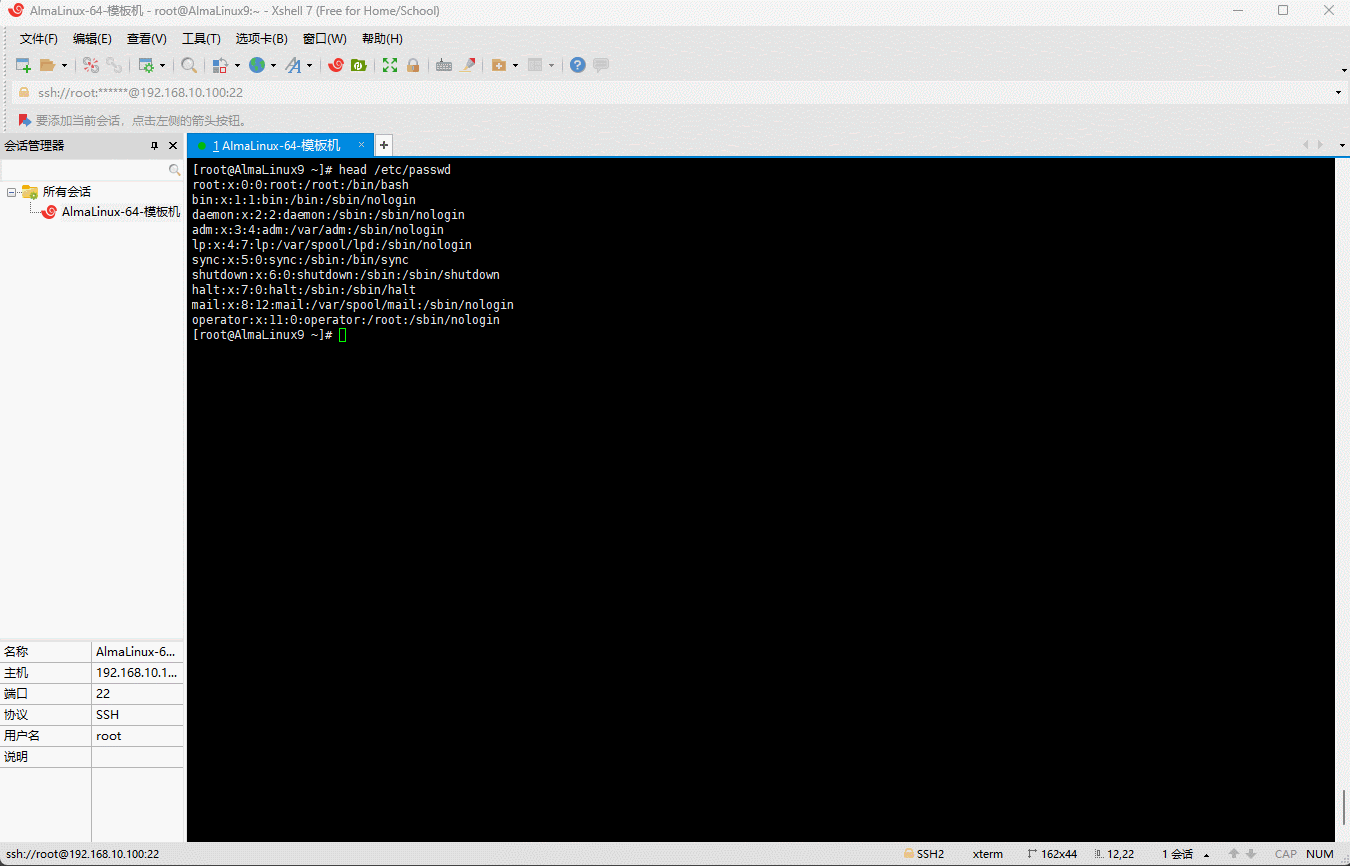 AlmaLinux-64-模板机 - root@AlmaLinux9:~ - Xshell 7 (Free for Home/School)
文件(F) 编辑(E) 查看(V) 工具(T) 选项卡(B) 窗口(W) 帮助(H)
ssh://root:******@192.168.10.100:22
要添加当前会话，点击左侧的箭头按钮。
会话管理器
1 AlmaLinux-64-模板机
所有会话
AlmaLinux-64-模板机
[root@AlmaLinux9 ~]# head /etc/passwd
root:x:0:0:root:/root:/bin/bash
bin:x:1:1:bin:/bin:/sbin/nologin
daemon:x:2:2:daemon:/sbin:/sbin/nologin
adm:x:3:4:adm:/var/adm:/sbin/nologin
lp:x:4:7:lp:/var/spool/lpd:/sbin/nologin
sync:x:5:0:sync:/sbin:/bin/sync
shutdown:x:6:0:shutdown:/sbin:/sbin/shutdown
halt:x:7:0:halt:/sbin:/sbin/halt
mail:x:8:12:mail:/var/spool/mail:/sbin/nologin
operator:x:11:0:operator:/root:/sbin/nologin
[root@AlmaLinux9 ~]#
名称 AlmaLinux-6...
主机 192.168.10.1...
端口 22
协议 SSH
用户名 root
说明
ssh://root@192.168.10.100:22 SSH2 xterm 162x44 12,22 1 会话 CAP NUM